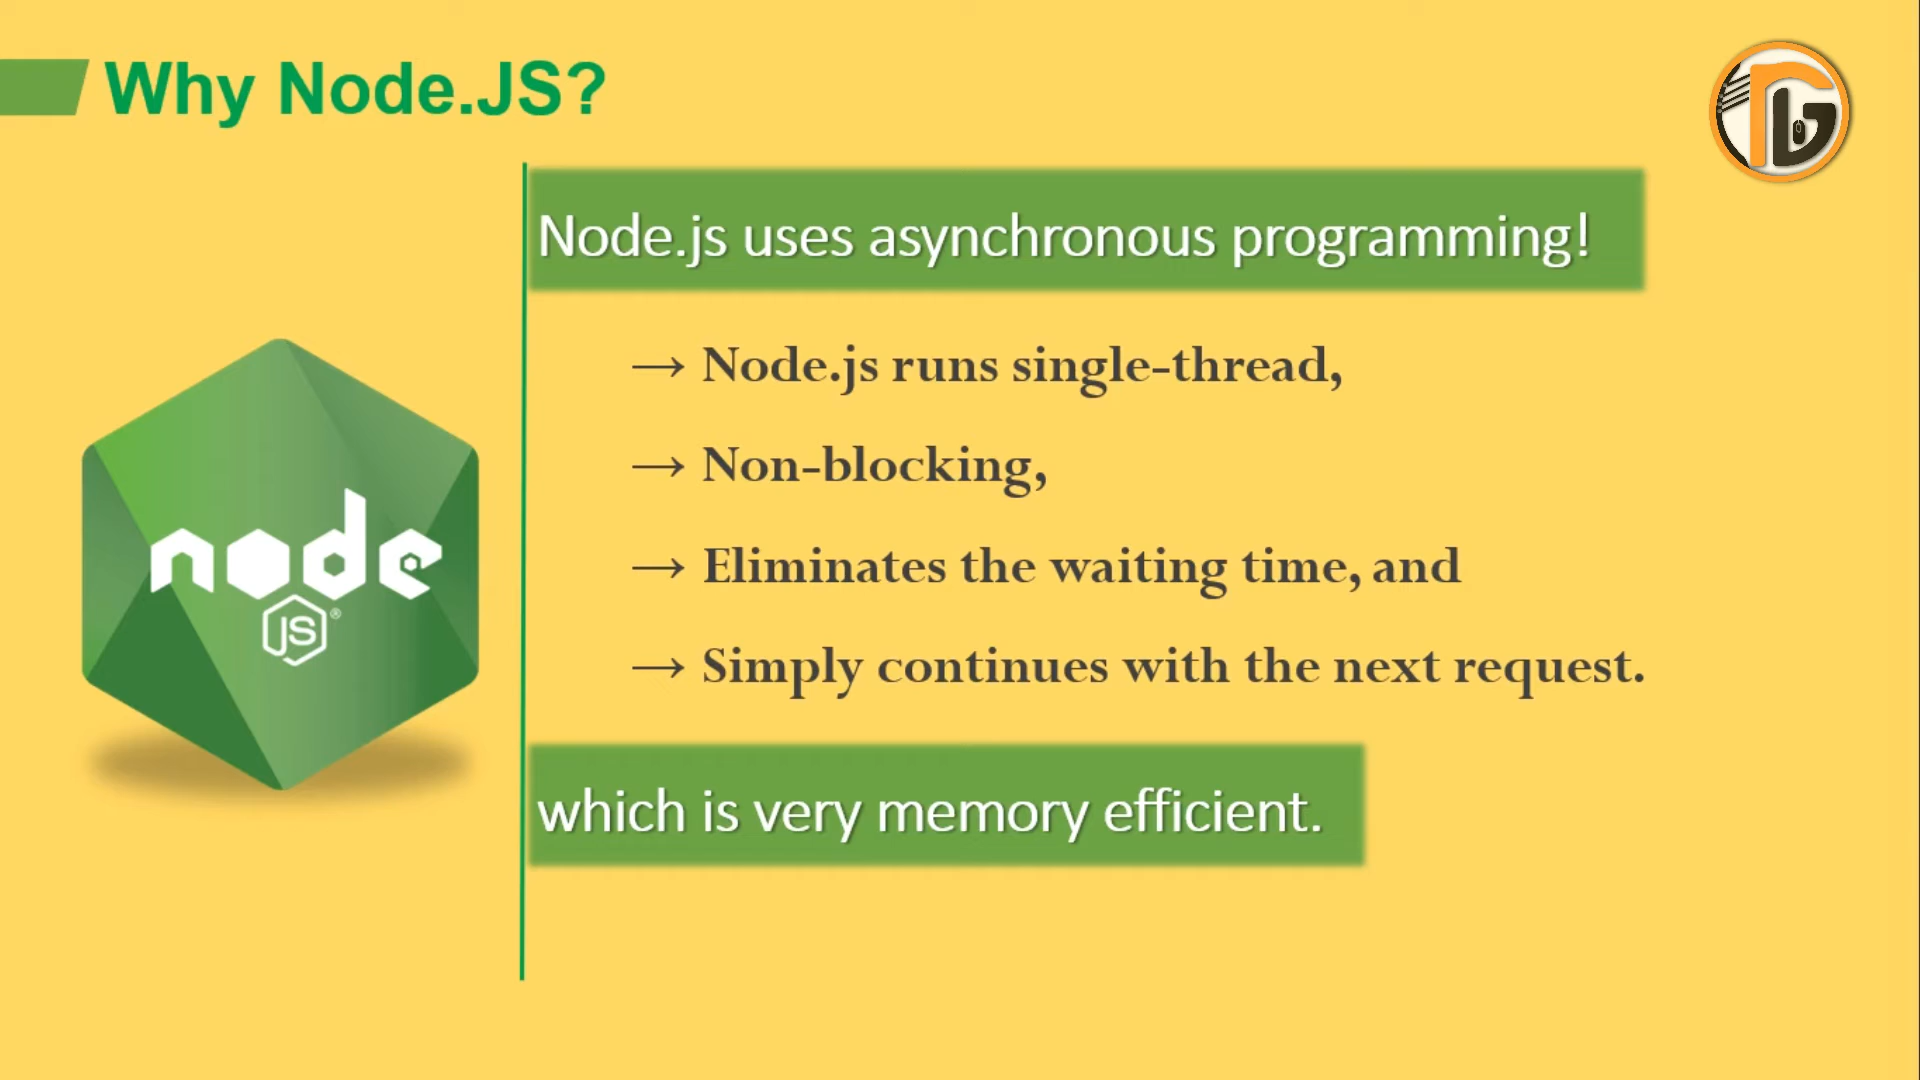 Why Node.JS?
Node.js uses asynchronous programming!
→ Node.js runs single-thread,
→ Non-blocking,
→ Eliminates the waiting time, and
→ Simply continues with the next request.
node
JS®
which is very memory efficient.